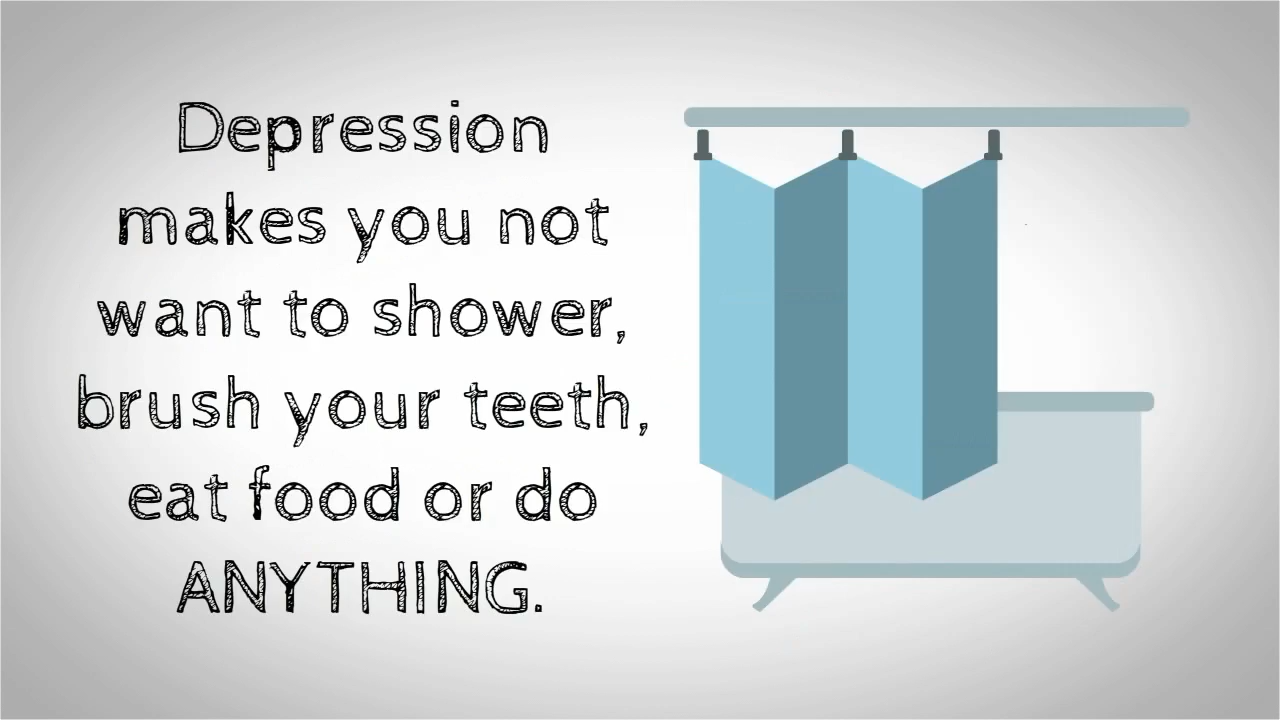 Depression
makes you not
want to shower,
brush your teeth,
eat food or do
ANYTHING.